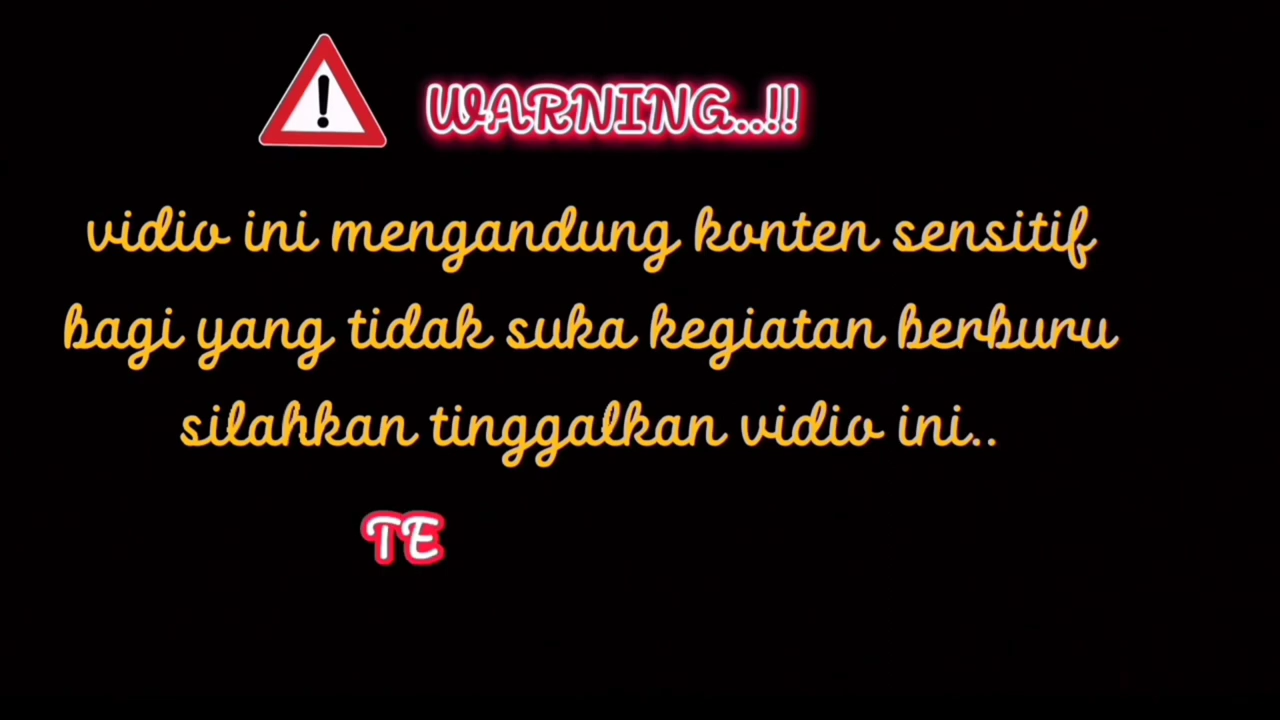 WARNING..!!
vidio ini mengandung konten sensitif
bagi yang tidak suka kegiatan berburu
silahkan tinggalkan vidio ini..
TE